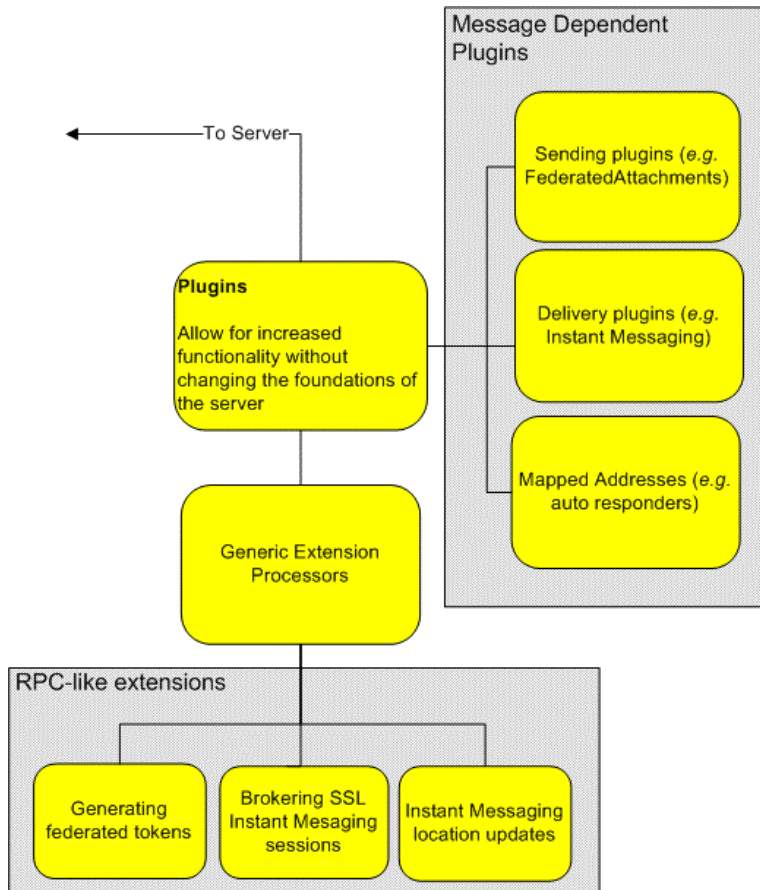 Message Dependent
Plugins
To Server
Sending plugins (e.g.
FederatedAttachments)
Plugins
Allow for increased
functionality without
changing the foundations of
the server
Delivery plugins (e.g.
Instant Messaging)
Mapped Addresses (e.g.
auto responders)
Generic Extension
Processors
RPC-like extensions
Generating
federated tokens
Brokering SSL
Instant Mesaging
sessions
Instant Messaging
location updates